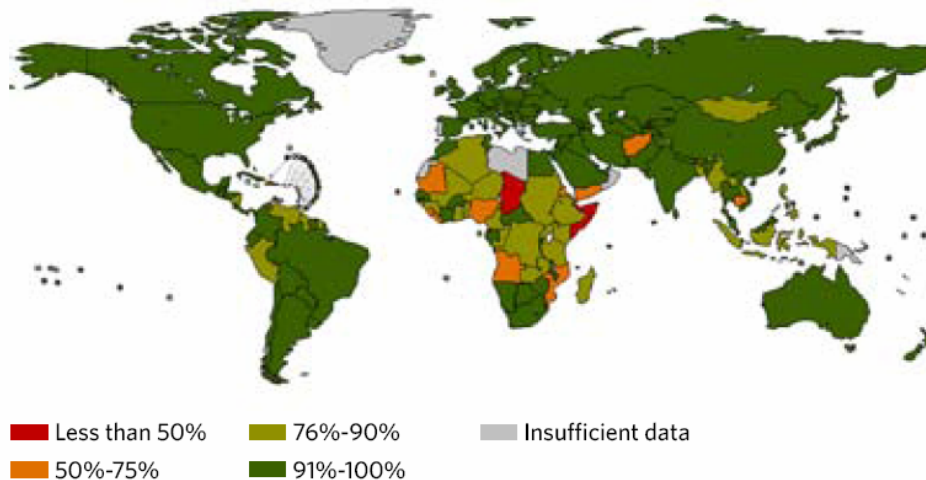 Less than 50%
76%-90%
Insufficient data
50%-75%
91%-100%